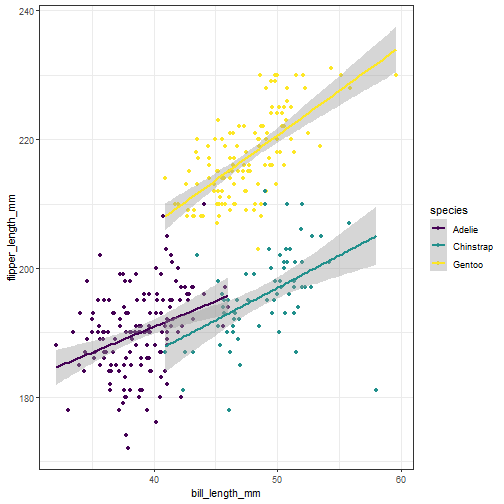 240
220
200
180
flipper_length_mm
40
50
60
bill_length_mm
species
Adelie
Chinstrap
Gentoo